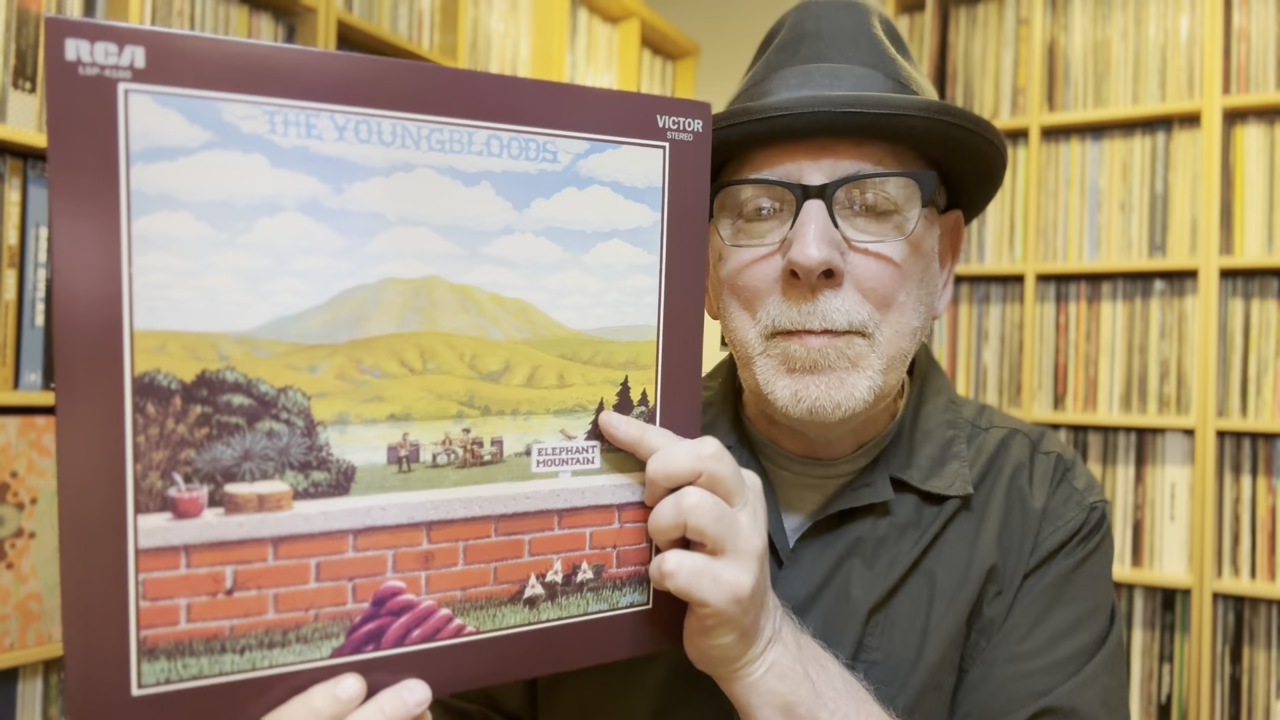 RCA
LSP-4150
VICTOR
STEREO
THE YOUNGBLOODS
ELEPHANT
MOUNTAIN